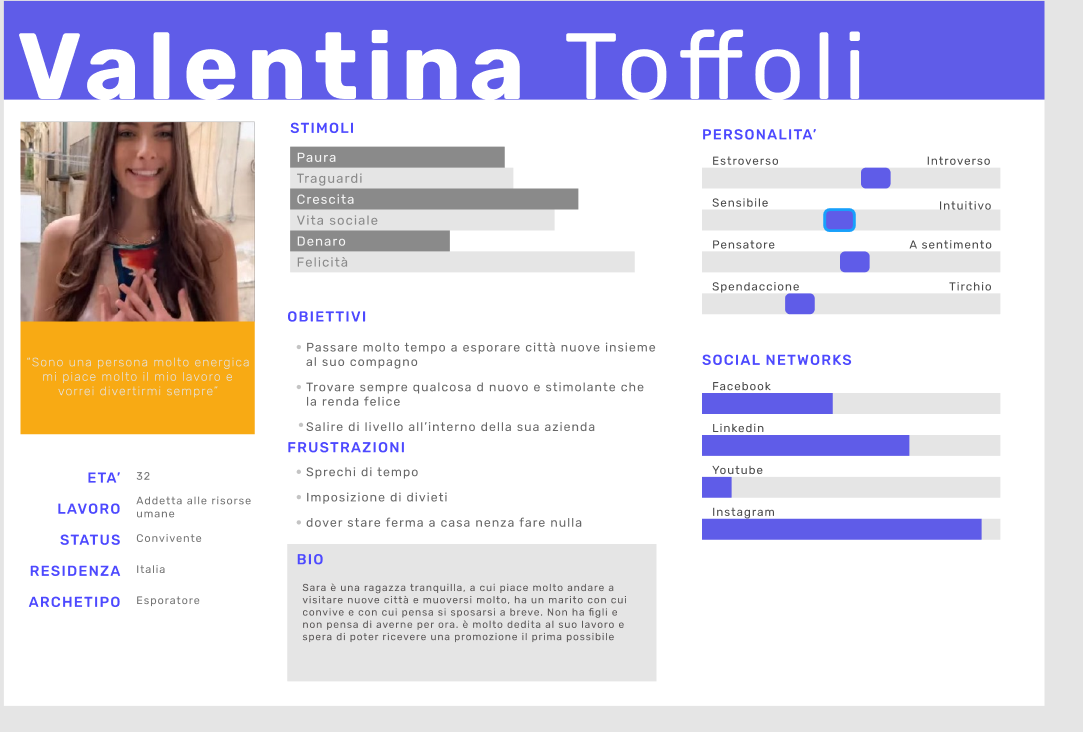 Valentina Toffoli
"Sono una persona molto energica
mi piace molto il mio lavoro e
vorrei divertirmi sempre"
ETA' 32
LAVORO Addetta alle risorse
umane
STATUS Convivente
RESIDENZA Italia
ARCHETIPO Esporatore
STIMOLI
Paura
Traguardi
Crescita
Vita sociale
Denaro
Felicità
OBIETTIVI
Passare molto tempo a esporare città nuove insieme
al suo compagno
Trovare sempre qualcosa d nuovo e stimolante che
la renda felice
Salire di livello all'interno della sua azienda
FRUSTRAZIONI
Sprechi di tempo
Imposizione di divieti
dover stare ferma a casa nenza fare nulla
BIO
Sara è una ragazza tranquilla, a cui piace molto andare a
visitare nuove città e muoversi molto, ha un marito con cui
convive e con cui pensa si sposarsi a breve. Non ha figli e
non pensa di averne per ora. è molto dedita al suo lavoro e
spera di poter ricevere una promozione il prima possibile
PERSONALITA'
Estroverso Introverso
Sensibile Intuitivo
Pensatore A sentimento
Spendaccione Tirchio
SOCIAL NETWORKS
Facebook
Linkedin
Youtube
Instagram